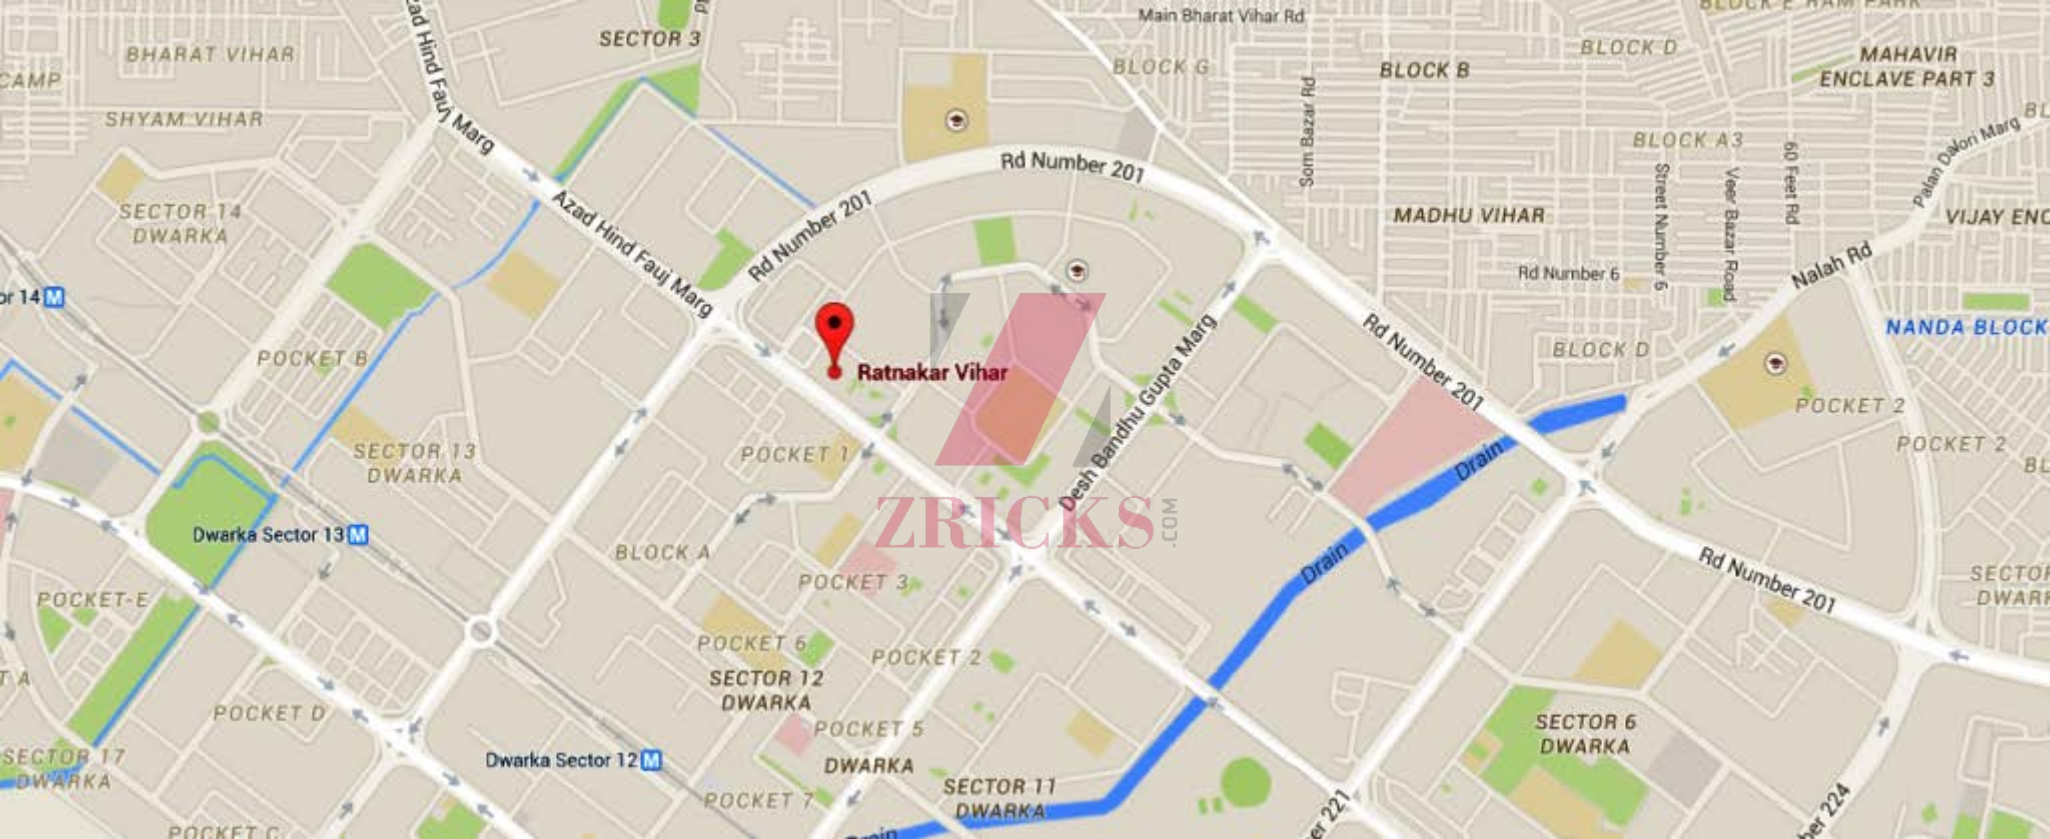 Main Bharat Vihar Rd
SECTOR 3
BHARAT VIHAR
CAMP
SHYAM VIHAR
BLOCK G
BLOCK B
BLOCK D
MAHAVIR
ENCLAVE PART 3
Azad Hind Fauj Marg
Rd Number 201
Som Bazar Rd
BLOCK A3
60 Feet Rd
Street Number 6
Veer Bazar Road
SECTOR 14
DWARKA
Azad Hind Fauj Marg
Rd Number 201
MADHU VIHAR
VIJAY
Rd Number 6
Nalah Rd
14 M
NANDA BLOCK
POCKET B
Ratnakar Vihar
Desh Bandhu Gupta Marg
Rd Number 201
BLOCK D
POCKET 2
SECTOR 13
DWARKA
POCKET 1
Drain
POCKET 2
Dwarka Sector 13 M
ZRICKS
.COM
BLOCK A
POCKET 3
Drain
Rd Number 201
POCKET-E
POCKET 6
POCKET 2
SECTOR 12
DWARKA
POCKET D
POCKET 5
SECTOR 6
DWARKA
SECTOR 17
DWARKA
Dwarka Sector 12 M
DWARKA
SECTOR 11
DWARKA
POCKET 7
221
224
POCKET C
Drain